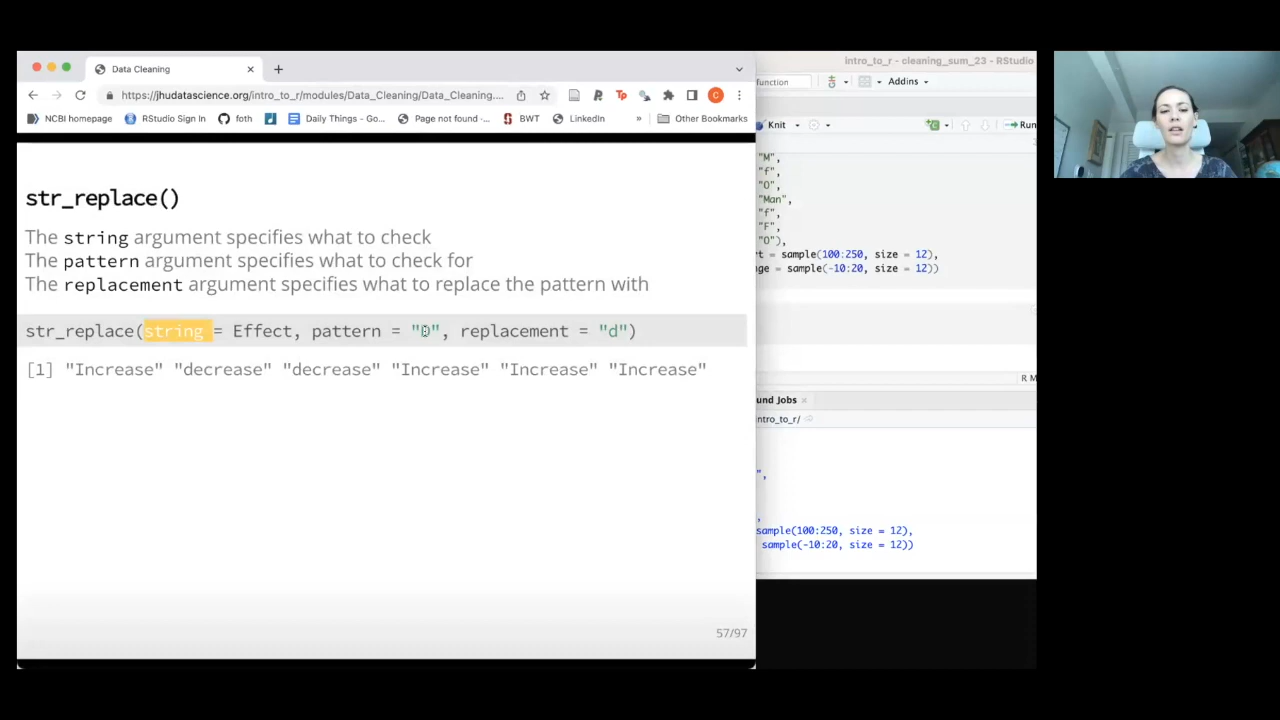 intro_to_r - cleaning_sum_23 - RStudio
Data Cleaning
function
Addins
https://jhudatascience.org/intro_to_r/modules/Data_Cleaning/Data_Cleaning....
C
NCBI homepage
RStudio Sign In
foth
Daily Things - Go...
Page not found -...
BWT
LinkedIn
»
Other Bookmarks
Knit
Run
str_replace()
The string argument specifies what to check
The pattern argument specifies what to check for
The replacement argument specifies what to replace the pattern with
str_replace(string = Effect, pattern = "D", replacement = "d")
[1] "Increase" "decrease" "decrease" "Increase" "Increase" "Increase"
57/97
"M",
"f",
"O",
"Man",
"f",
"F",
"O"),
rt = sample(100:250, size = 12),
nge = sample(-10:20, size = 12))
R M
und Jobs
intro_to_r/
",
,
sample(100:250, size = 12),
sample(-10:20, size = 12))